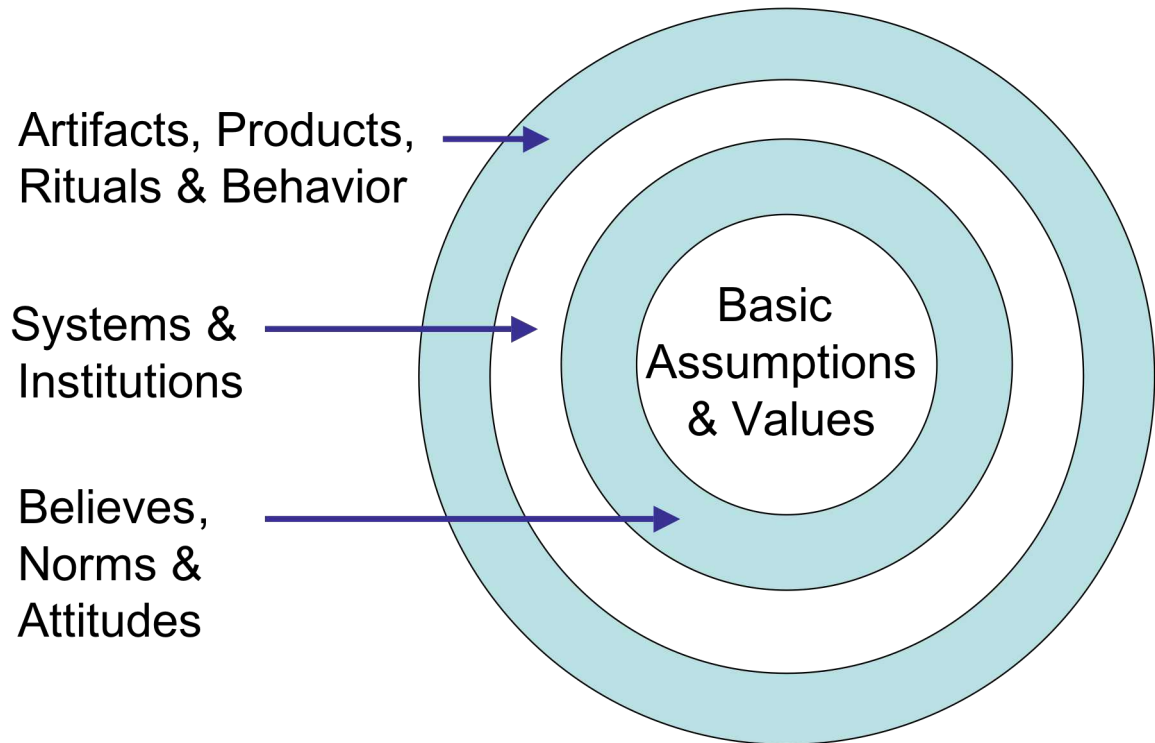 Artifacts, Products,
Rituals & Behavior
Systems &
Institutions
Believes,
Norms &
Attitudes
Basic
Assumptions
& Values